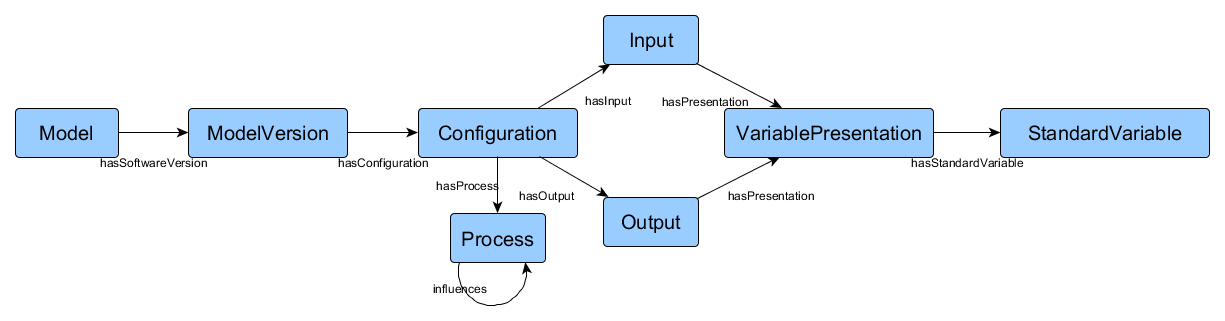 Input
hasInput
hasPresentation
Model
ModelVersion
Configuration
VariablePresentation
StandardVariable
hasSoftwareVersion
hasConfiguration
hasStandardVariable
hasProcess
hasOutput
hasPresentation
Output
Process
influences